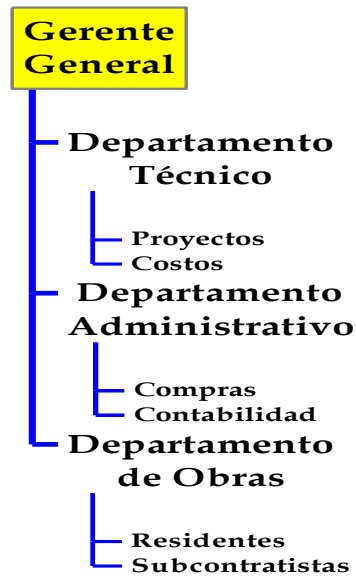 Gerente
General
Departamento
Técnico
Proyectos
Costos
Departamento
Administrativo
Compras
Contabilidad
Departamento
de Obras
Residentes
Subcontratistas